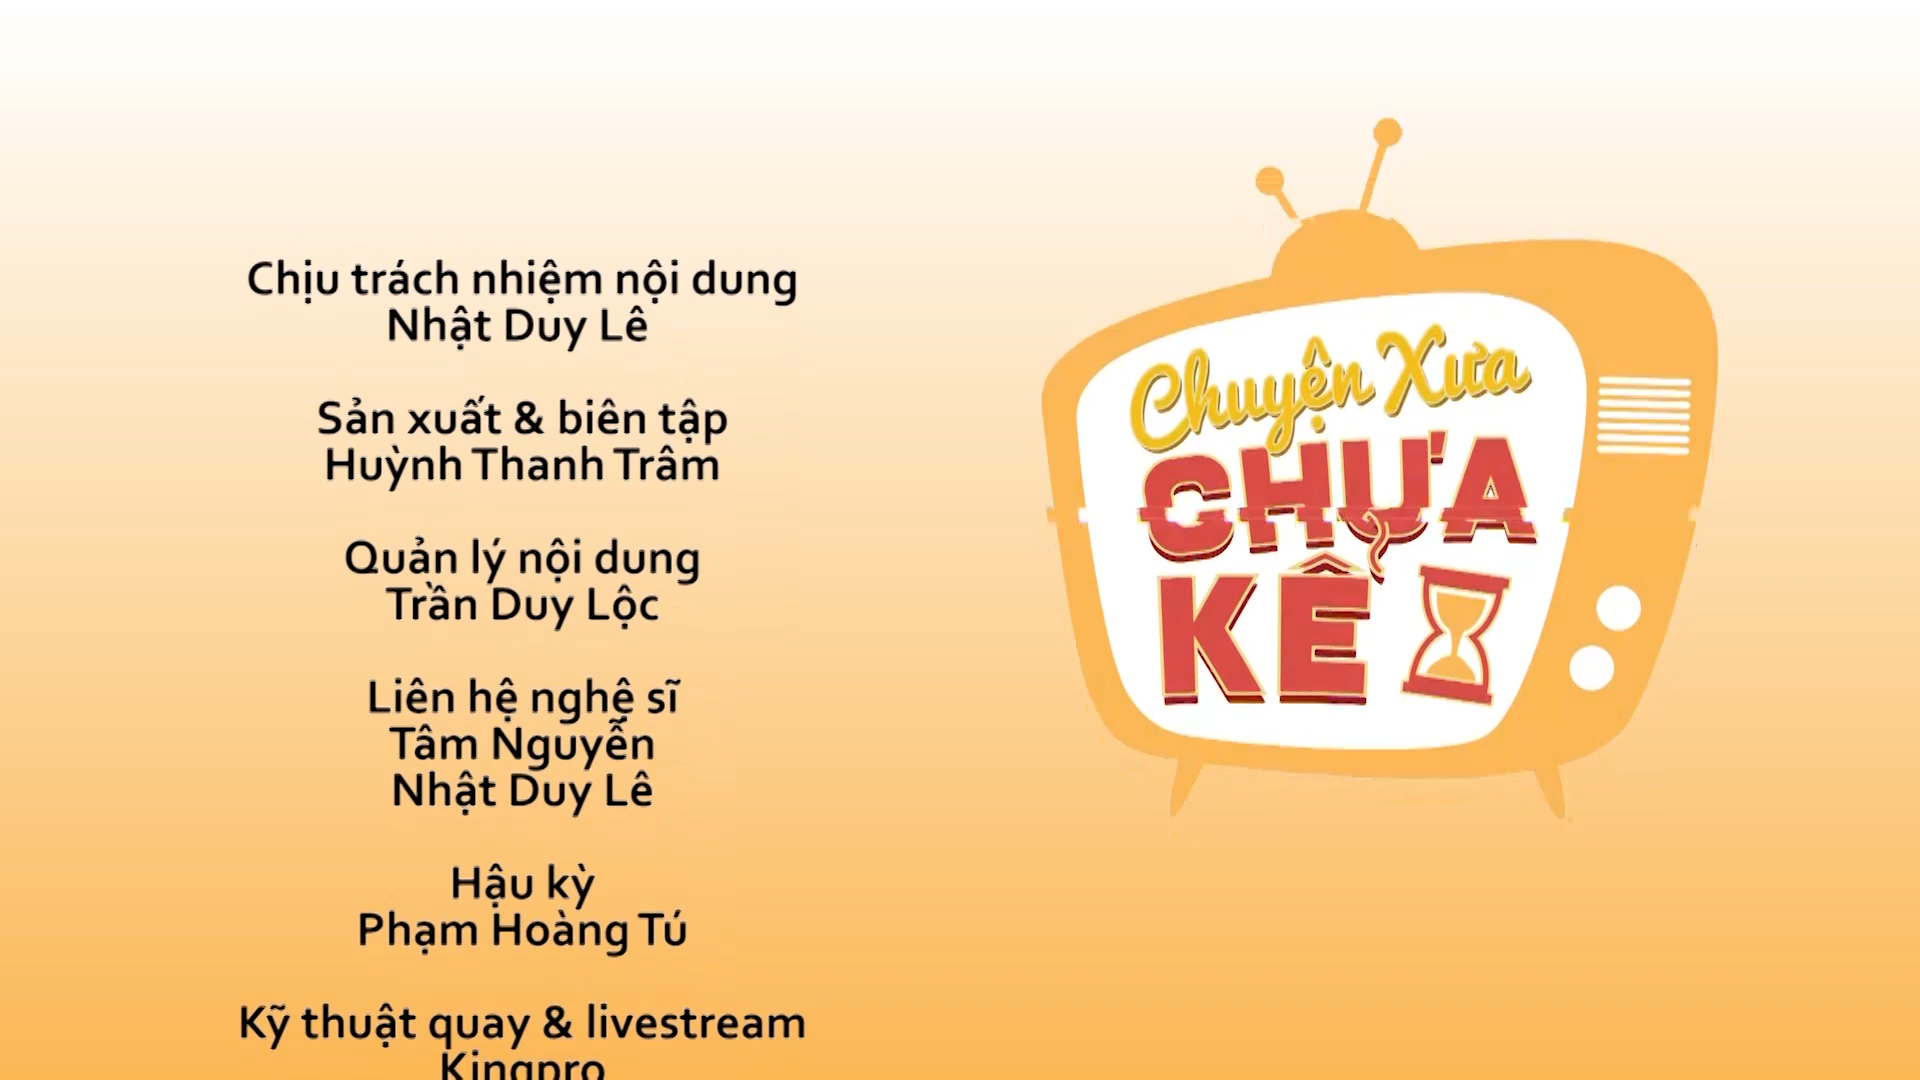 Chịu trách nhiệm nội dung
Nhật Duy Lê
Sản xuất & biên tập
Huỳnh Thanh Trâm
Quản lý nội dung
Trần Duy Lộc
Liên hệ nghệ sĩ
Tâm Nguyễn
Nhật Duy Lê
Hậu kỳ
Phạm Hoàng Tú
Kỹ thuật quay & livestream
Kingpro
Chuyện Xưa
CHƯA
KỂ